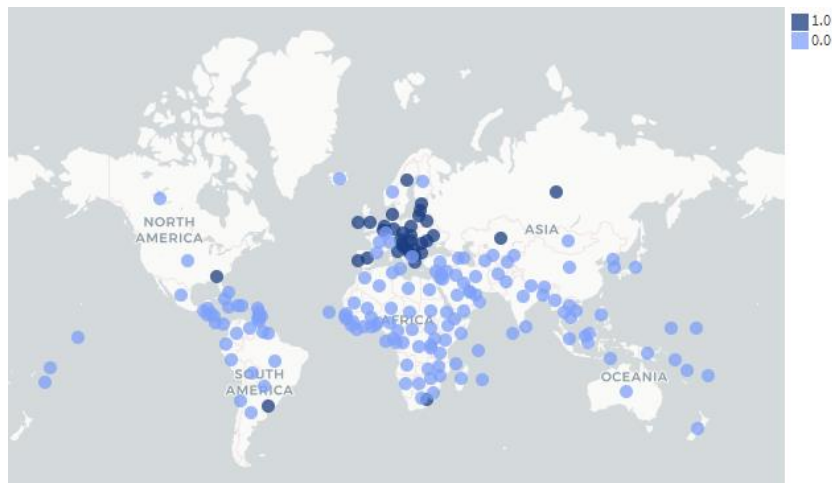 1.0
0.0
NORTH
AMERICA
ASIA
AFRICA
SOUTH
AMERICA
OCEANIA